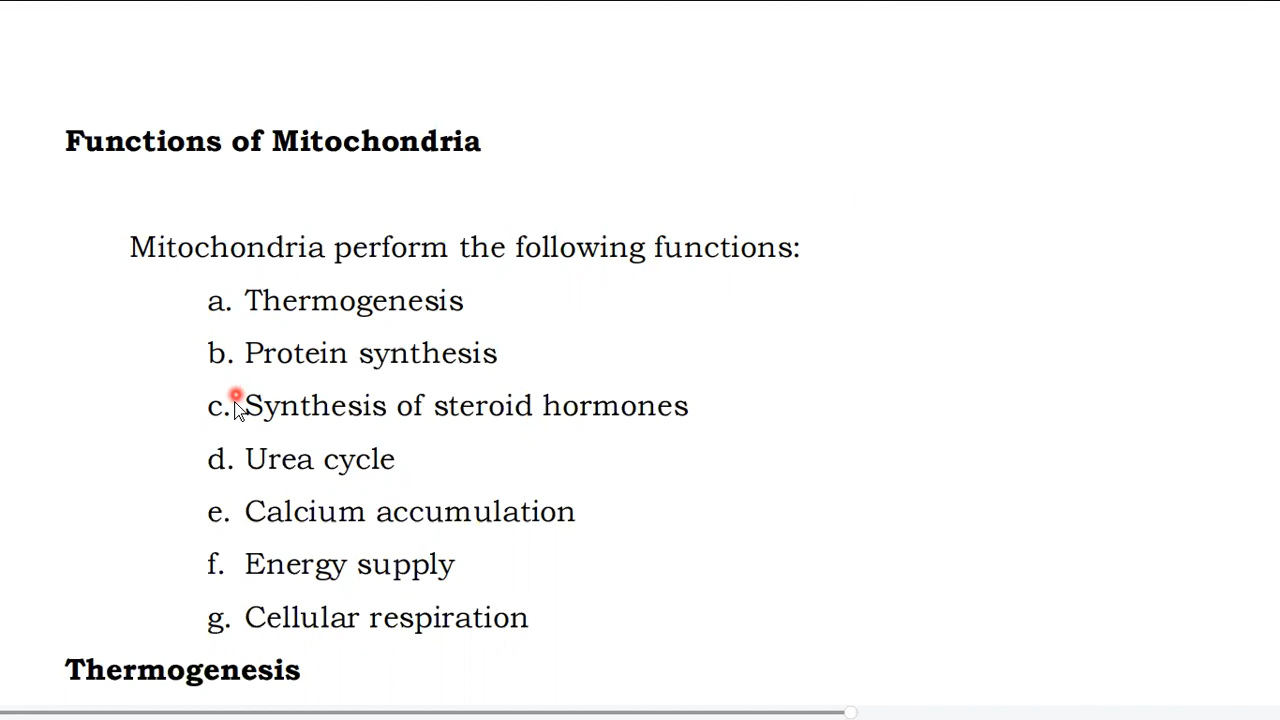 Functions of Mitochondria
Mitochondria perform the following functions:
a. Thermogenesis
b. Protein synthesis
c. Synthesis of steroid hormones
d. Urea cycle
e. Calcium accumulation
f. Energy supply
g. Cellular respiration
Thermogenesis